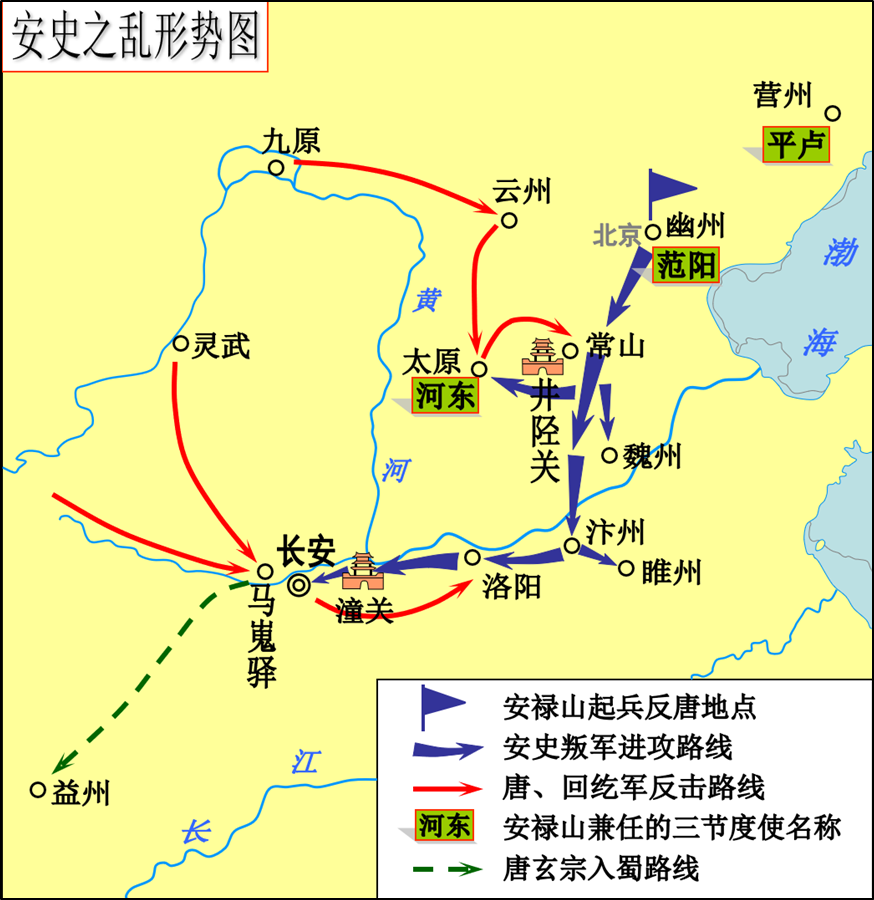 安史之乱形势图
营州
平卢
九原
云州
北京
幽州
范阳
渤
海
黄
河
灵武
太原
河东
常山
井陉关
魏州
长安
汴州
洛阳
睢州
潼关
马嵬驿
益州
长
江
安禄山起兵反唐地点
安史叛军进攻路线
唐、回纥军反击路线
河东
安禄山兼任的三节度使名称
唐玄宗入蜀路线